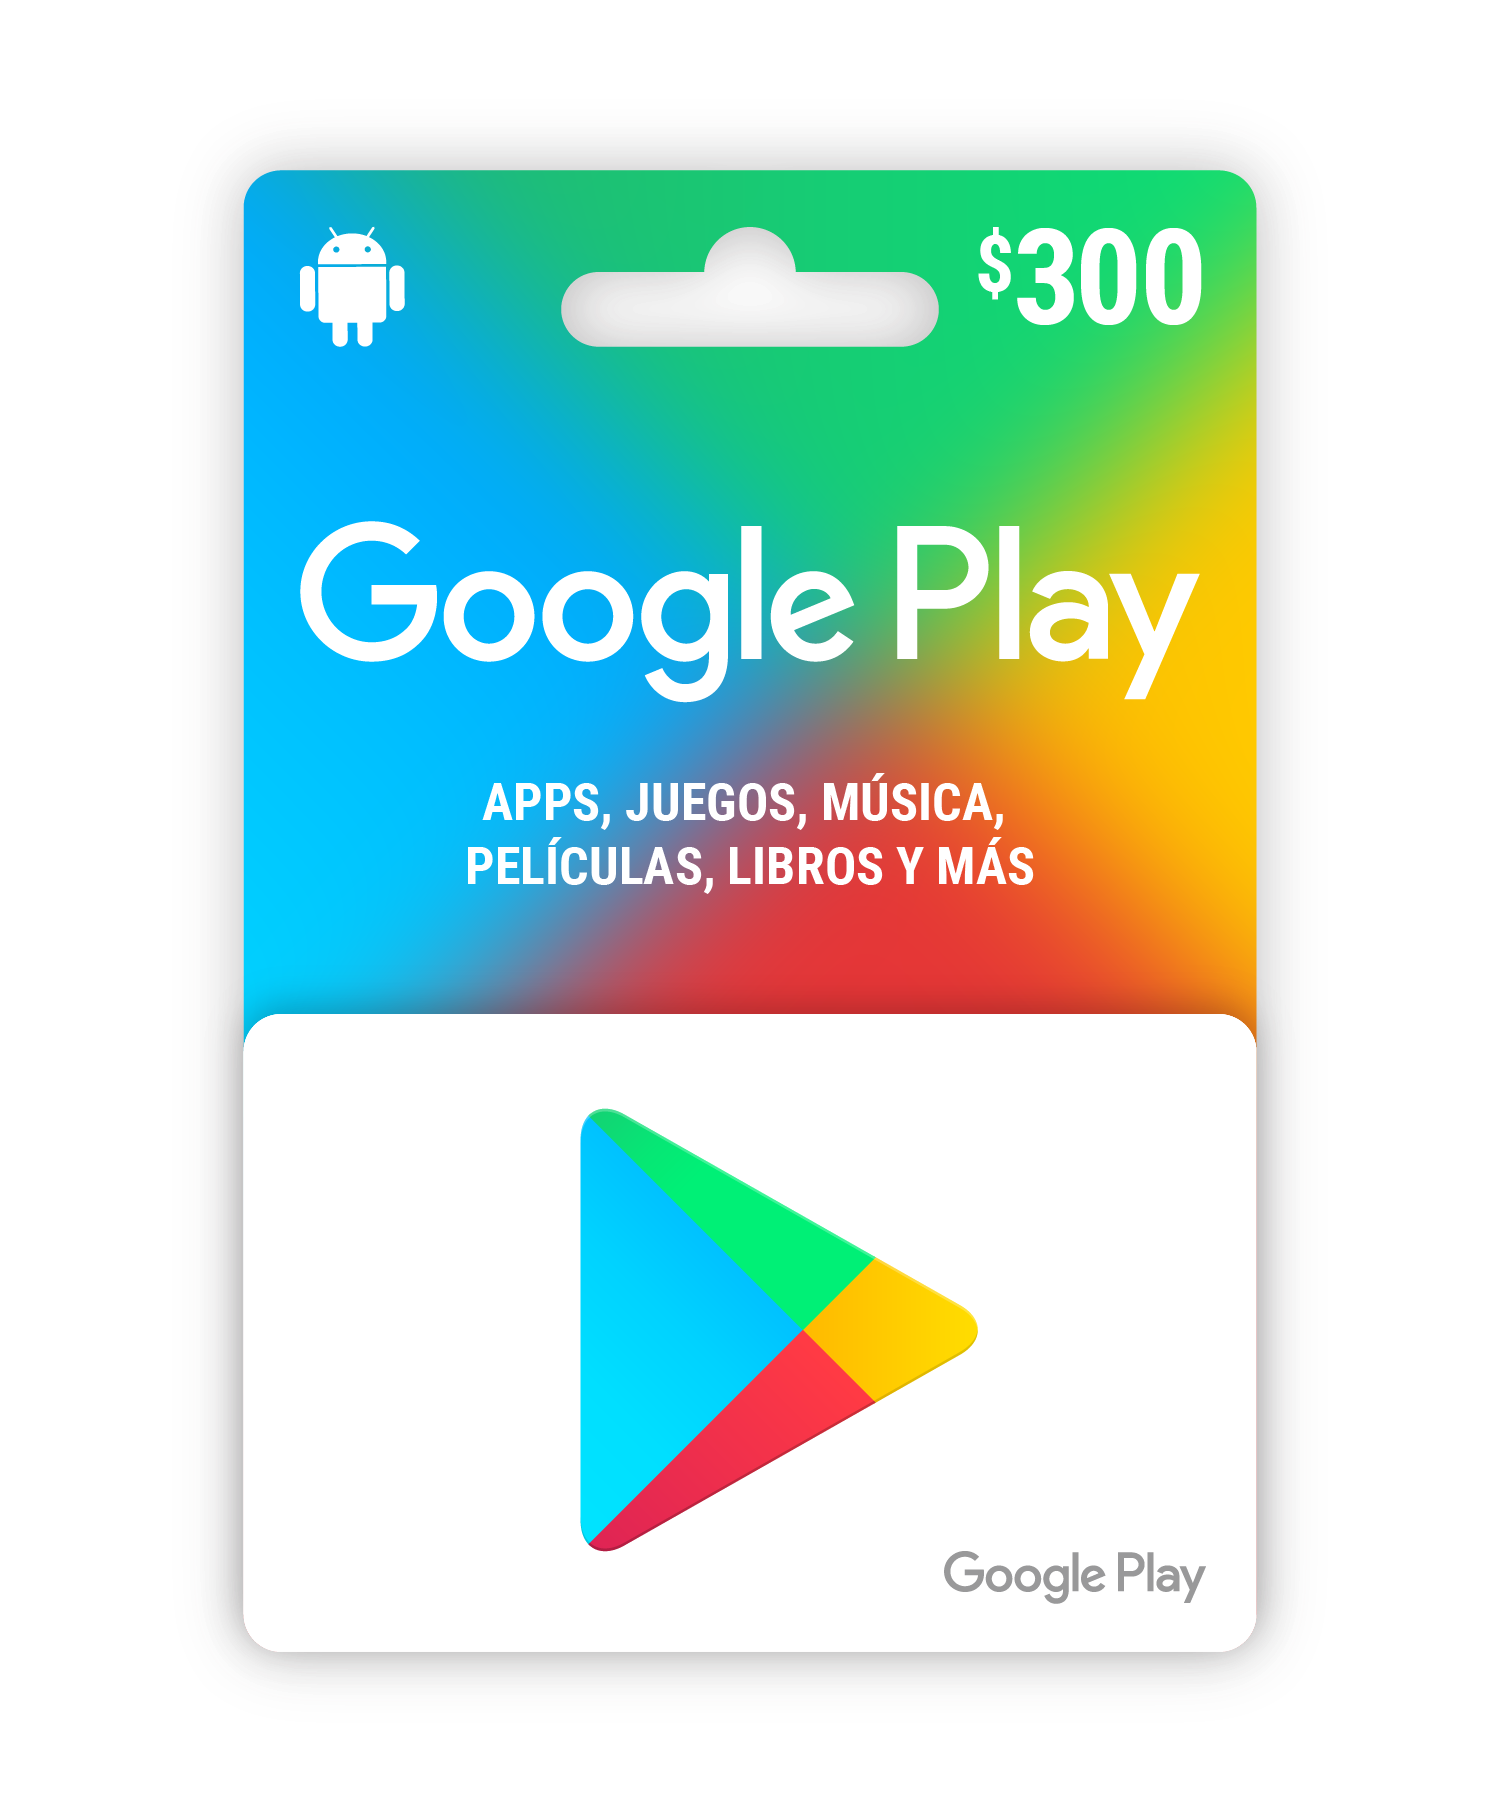 $300
Google Play
APPS, JUEGOS, MÚSICA,
PELÍCULAS, LIBROS Y MÁS
Google Play